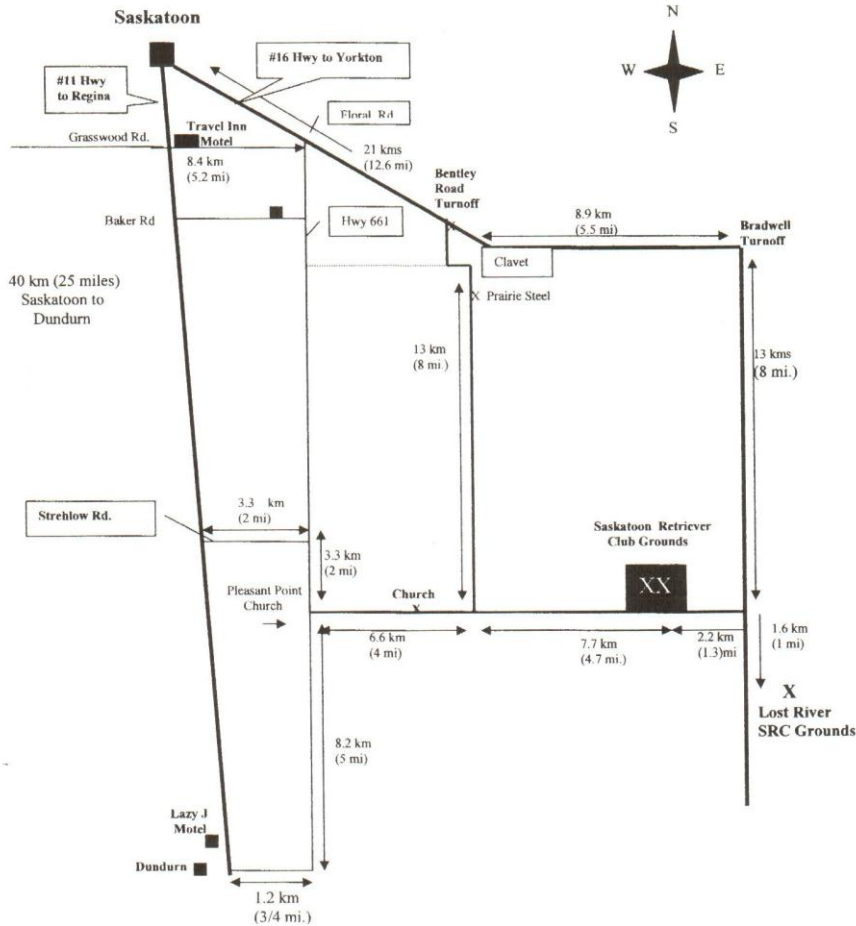 Saskatoon
N
W E
S
#16 Hwy to Yorkton
#11 Hwy
to Regina
Floral Rd
Travel Inn
Motel
Grasswood Rd.
8.4 km
(5.2 mi)
21 kms
(12.6 mi)
Bentley
Road
Turnoff
Baker Rd
Hwy 661
8.9 km
(5.5 mi)
Bradwell
Turnoff
Clavet
40 km (25 miles)
Saskatoon to
Dundurn
X Prairie Steel
13 km
(8 mi.)
13 kms
(8 mi.)
Strehlow Rd.
3.3 km
(2 mi)
3.3 km
(2 mi)
Saskatoon Retriever
Club Grounds
XX
Pleasant Point
Church
Church
x
6.6 km
(4 mi)
7.7 km
(4.7 mi.)
2.2 km
(1.3)mi
1.6 km
(1 mi)
X
Lost River
SRC Grounds
8.2 km
(5 mi)
Lazy J
Motel
Dundurn
1.2 km
(3/4 mi.)